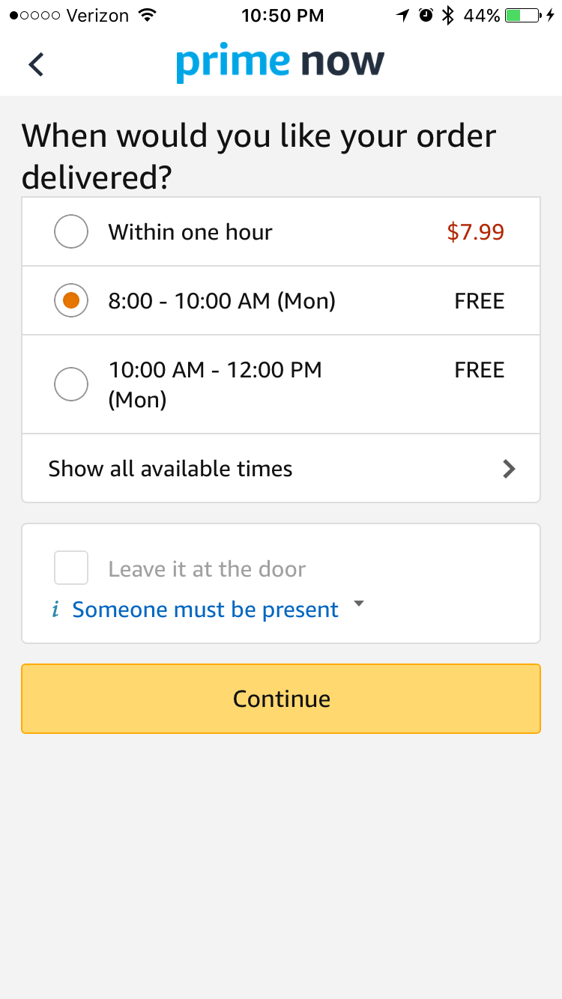 Verizon 10:50 PM 44%
prime now
When would you like your order
delivered?
Within one hour $7.99
8:00 - 10:00 AM (Mon) FREE
10:00 AM - 12:00 PM FREE
(Mon)
Show all available times
Leave it at the door
i Someone must be present
Continue